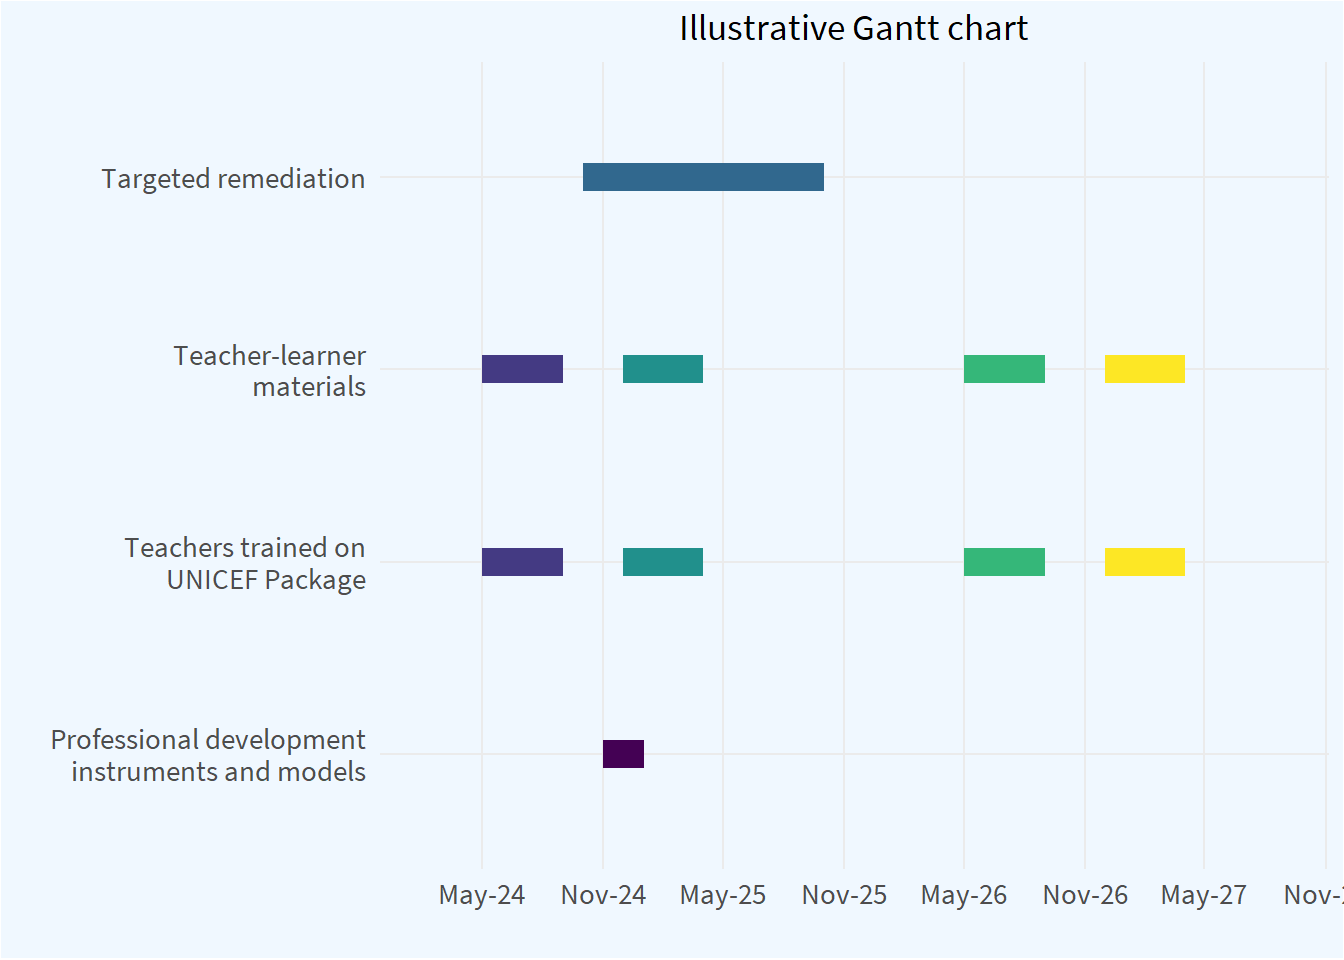 Illustrative Gantt chart
Targeted remediation
Teacher-learner
materials
Teachers trained on
UNICEF Package
Professional development
instruments and models
May-24 Nov-24 May-25 Nov-25 May-26 Nov-26 May-27